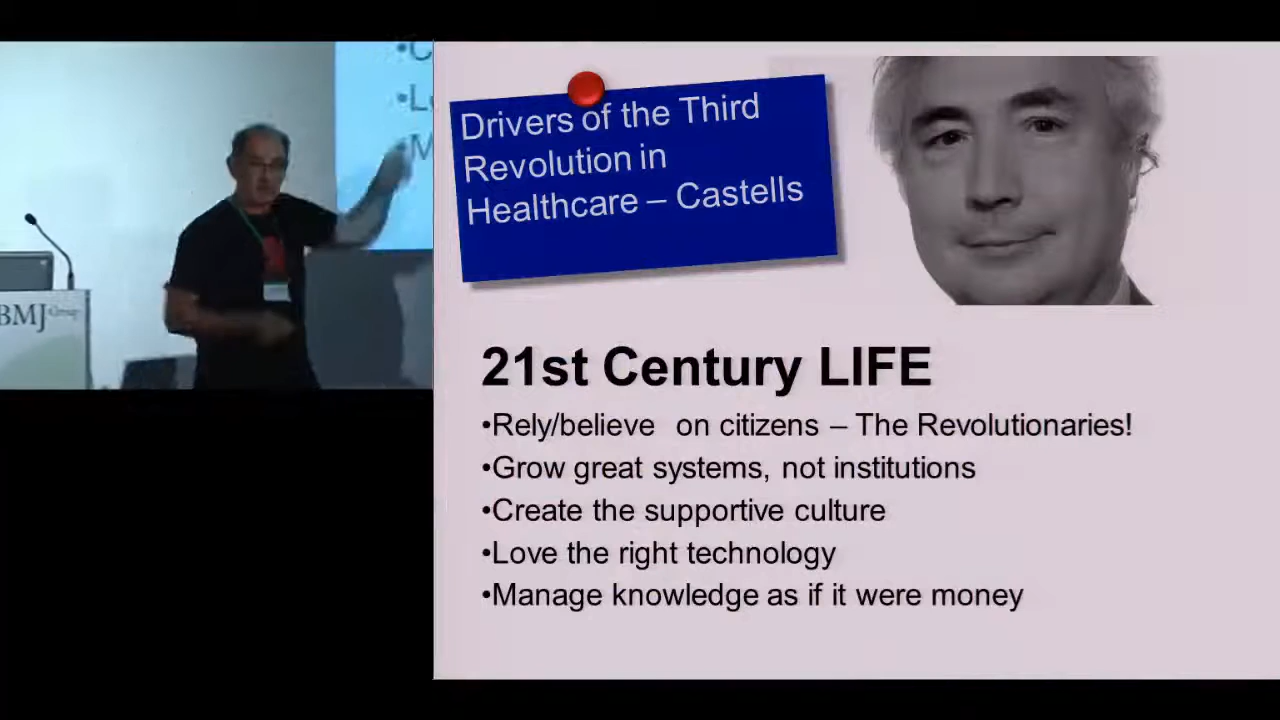 Drivers of the Third
Revolution in
Healthcare – Castells
21st Century LIFE
•Rely/believe on citizens – The Revolutionaries!
•Grow great systems, not institutions
•Create the supportive culture
•Love the right technology
•Manage knowledge as if it were money
BMJ Group
•C
•L
•M